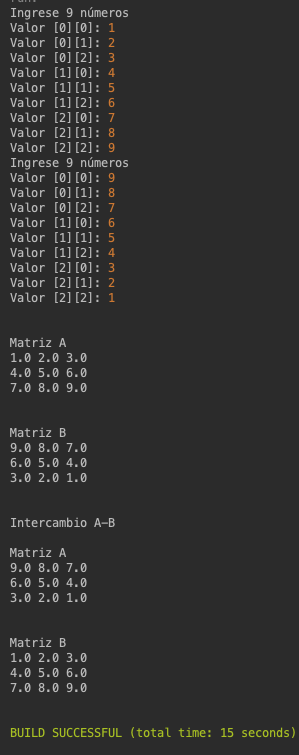 Ingrese 9 números
Valor [0][0]: 1
Valor [0][1]: 2
Valor [0][2]: 3
Valor [1][0]: 4
Valor [1][1]: 5
Valor [1][2]: 6
Valor [2][0]: 7
Valor [2][1]: 8
Valor [2][2]: 9
Ingrese 9 números
Valor [0][0]: 9
Valor [0][1]: 8
Valor [0][2]: 7
Valor [1][0]: 6
Valor [1][1]: 5
Valor [1][2]: 4
Valor [2][0]: 3
Valor [2][1]: 2
Valor [2][2]: 1
Matriz A
1.0 2.0 3.0
4.0 5.0 6.0
7.0 8.0 9.0
Matriz B
9.0 8.0 7.0
6.0 5.0 4.0
3.0 2.0 1.0
Intercambio A-B
Matriz A
9.0 8.0 7.0
6.0 5.0 4.0
3.0 2.0 1.0
Matriz B
1.0 2.0 3.0
4.0 5.0 6.0
7.0 8.0 9.0
BUILD SUCCESSFUL (total time: 15 seconds)